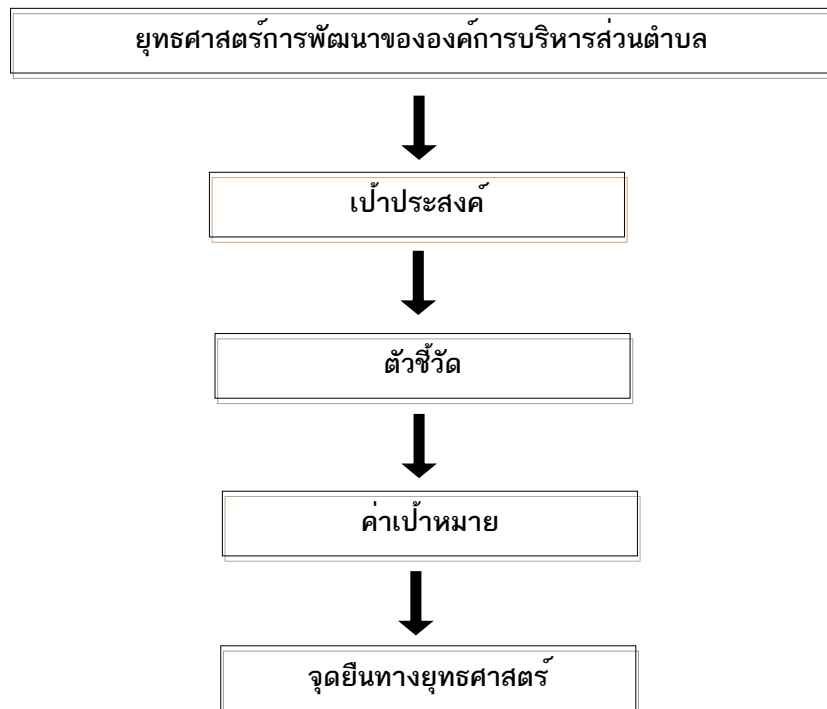 ยุทธศาสตร์การพัฒนาขององค์การบริหารส่วนตำบล
เป้าประสงค์
ตัวชี้วัด
ค่าเป้าหมาย
จุดยืนทางยุทธศาสตร์